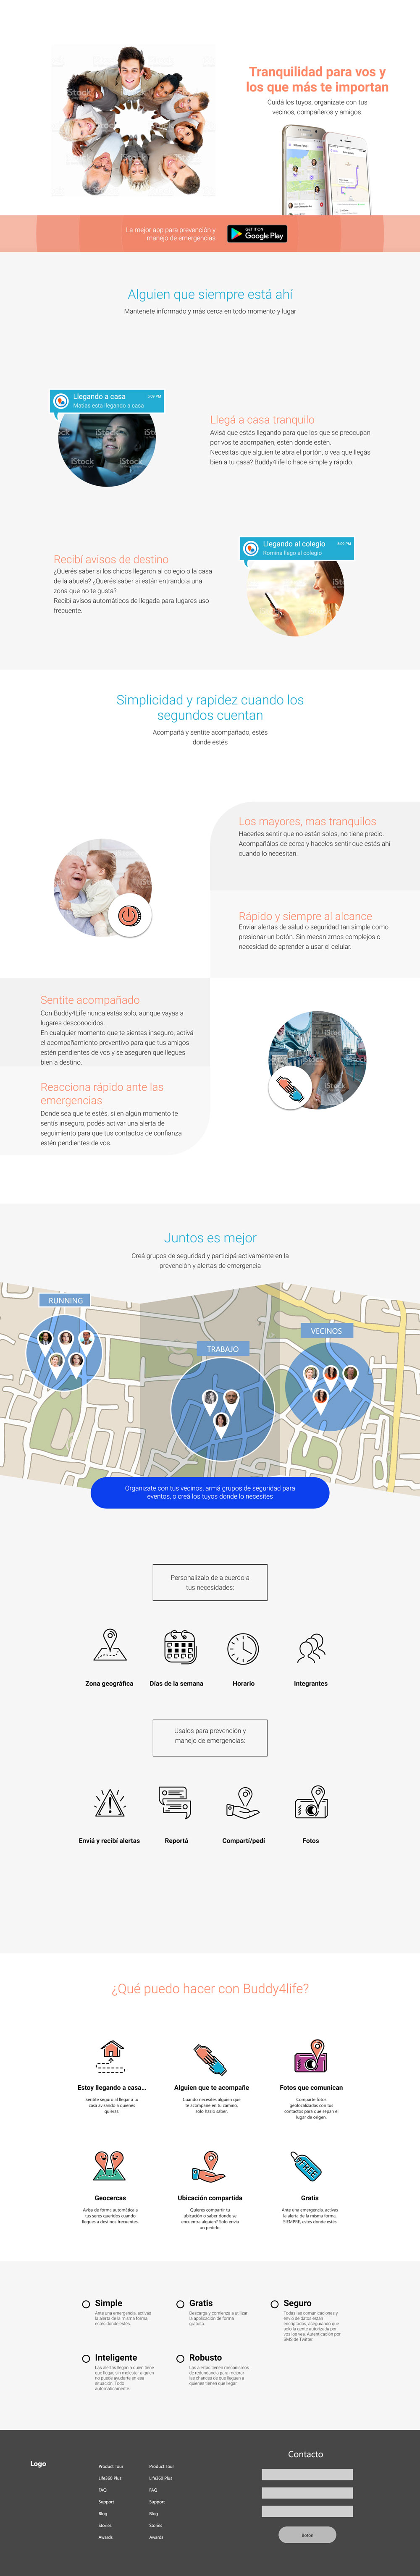 Tranquilidad para vos y
los que más te importan
Cuidá los tuyos, organizate con tus
vecinos, compañeros y amigos.
iStock
La mejor app para prevención y
manejo de emergencias
GET IT ON
Google Play
Alguien que siempre está ahí
Mantenete informado y más cerca en todo momento y lugar
Llegando a casa
Matías esta llegando a casa
5:09 PM
iStock
iStock
iStock
Llegá a casa tranquilo
Avisá que estás llegando para que los que se preocupan
por vos te acompañen, estén donde estén.
Necesitás que alguien te abra el portón, o vea que llegás
bien a tu casa? Buddy4life lo hace simple y rápido.
Recibí avisos de destino
¿Querés saber si los chicos llegaron al colegio o la casa
de la abuela? ¿Querés saber si están entrando a una
zona que no te gusta?
Recibí avisos automáticos de llegada para lugares uso
frecuente.
Llegando al colegio
Romina llego al colegio
5:09 PM
Simplicidad y rapidez cuando los
segundos cuentan
Acompañá y sentite acompañado, estés
donde estés
Los mayores, mas tranquilos
Hacerles sentir que no están solos, no tiene precio.
Acompañálos de cerca y haceles sentir que estás ahí
cuando lo necesitan.
Rápido y siempre al alcance
Enviar alertas de salud o seguridad tan simple como
presionar un botón. Sin mecanizmos complejos o
necesidad de aprender a usar el celular.
Sentite acompañado
Con Buddy4Life nunca estás solo, aunque vayas a
lugares desconocidos.
En cualquier momento que te sientas inseguro, activá
el acompañamiento preventivo para que tus amigos
estén pendientes de vos y se aseguren que llegues
bien a destino.
Reacciona rápido ante las
emergencias
Donde sea que te estés, si en algún momento te
sentís inseguro, podés activar una alerta de
seguimiento para que tus contactos de confianza
estén pendientes de vos.
iStock
Juntos es mejor
Creá grupos de seguridad y participá activamente en la
prevención y alertas de emergencia
RUNNING
TRABAJO
VECINOS
Organizate con tus vecinos, armá grupos de seguridad para
eventos, o creá los tuyos donde lo necesites
Personalizalo de a cuerdo a
tus necesidades:
Zona geográfica
Días de la semana
Horario
Integrantes
Usalos para prevención y
manejo de emergencias:
Enviá y recibí alertas
Reportá
Compartí/pedí
Fotos
¿Qué puedo hacer con Buddy4life?
Estoy llegando a casa...
Sentite seguro al llegar a tu
casa avisando a quienes
quieras.
Alguien que te acompañe
Cuando necesites alguien que
te acompañe en tu camino,
solo hazlo saber.
Fotos que comunican
Comparte fotos
geolocalizadas con tus
contactos para que sepan el
lugar de origen.
Geocercas
Avisa de forma automática a
tus seres queridos cuando
llegues a destinos frecuentes.
Ubicación compartida
Quieres compartir tu
ubicación o saber donde se
encuentra alguien? Solo envía
un pedido.
FREE
Gratis
Ante una emergencia, activas
la alerta de la misma forma,
SIEMPRE, estés donde estés
Simple
Ante una emergencia, activás
la alerta de la misma forma,
estés donde estés.
Gratis
Descarga y comienza a utilizar
la aplicación de forma
gratuita.
Seguro
Todas las comunicaciones y
envío de datos están
encriptados, asegurando que
solo la gente autorizada por
vos los vea. Autenticación por
SMS de Twitter.
Inteligente
Las alertas llegan a quien tiene
que llegar, sin molestar a quien
no puede ayudarte en esa
situación. Todo
automáticamente.
Robusto
Las alertas tienen mecanismos
de redundancia para mejorar
las chances de que lleguen a
quienes tienen que llegar.
Logo
Product Tour
Life360 Plus
FAQ
Support
Blog
Stories
Awards
Product Tour
Life360 Plus
FAQ
Support
Blog
Stories
Awards
Contacto
Boton